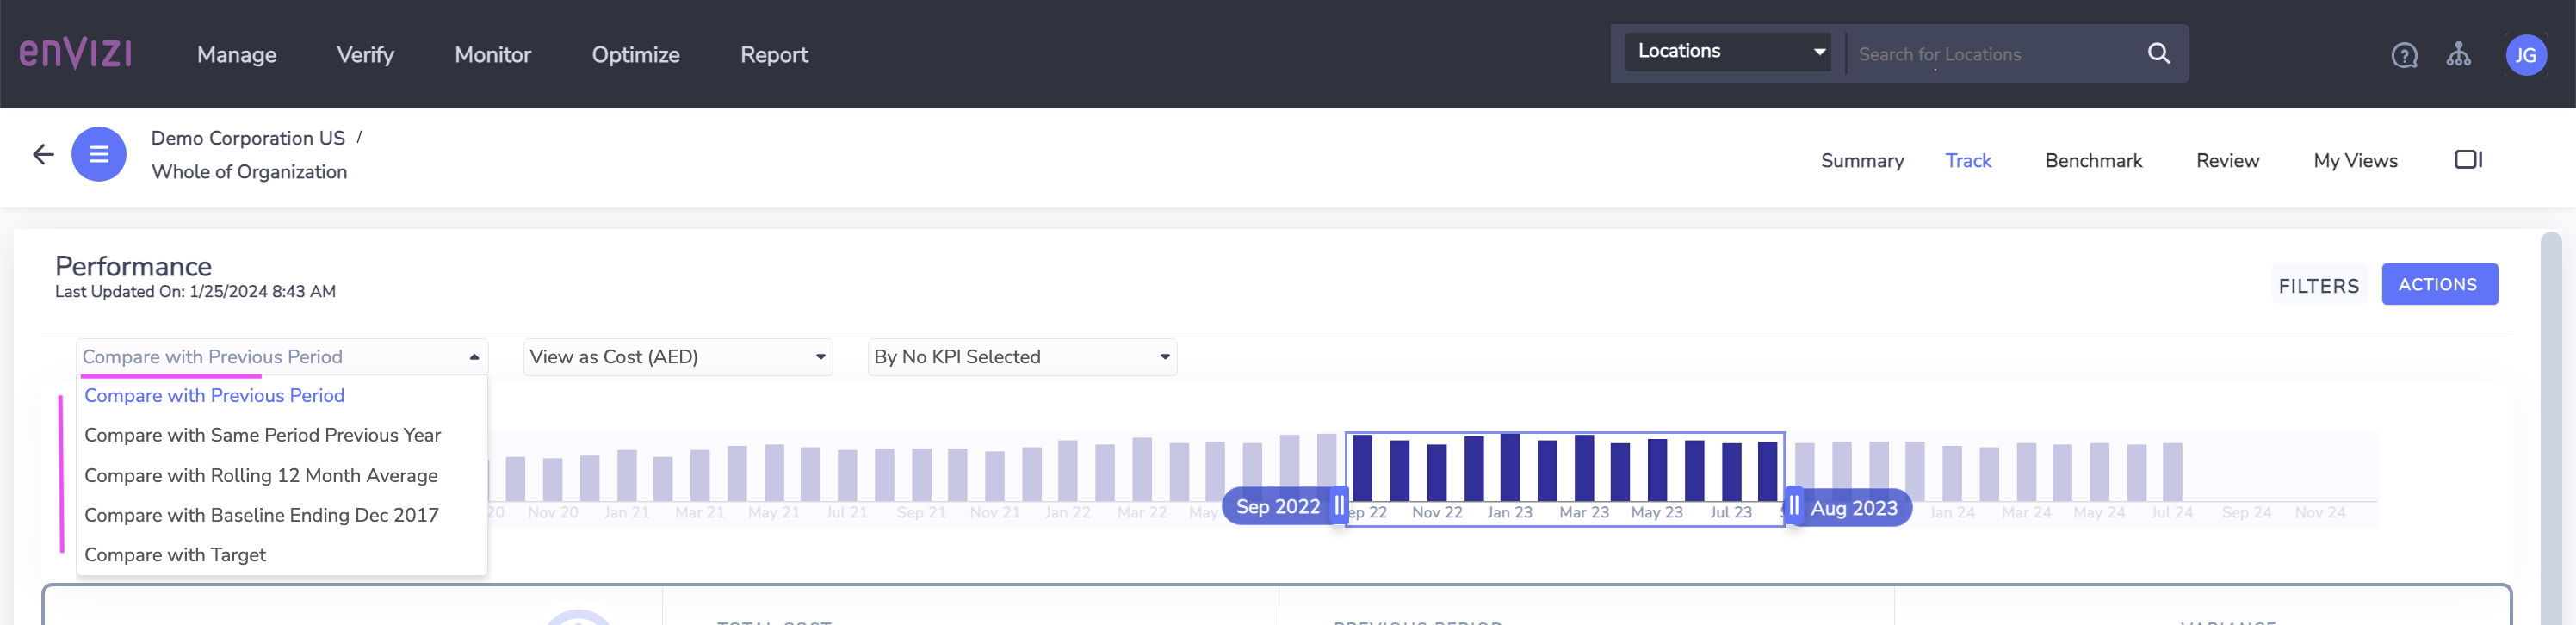 enVIZI
Manage Verify Monitor Optimize Report
Locations
Search for Locations
JG
Demo Corporation US /
Whole of Organization
Summary Track Benchmark Review My Views
Performance
Last Updated On: 1/25/2024 8:43 AM
FILTERS
ACTIONS
Compare with Previous Period
View as Cost (AED)
By No KPI Selected
Compare with Previous Period
Compare with Same Period Previous Year
Compare with Rolling 12 Month Average
Compare with Baseline Ending Dec 2017
Compare with Target
20 Nov 20 Jan 21 Mar 21 May 21 Jul 21 Sep 21 Nov 21 Jan 22 Mar 22 May
Sep 2022
ep 22 Nov 22 Jan 23 Mar 23 May 23 Jul 23
Aug 2023
Jan 24 Mar 24 May 24 Jul 24 Sep 24 Nov 24
TOTAL COST PREVIOUS PERIOD VARIANCE